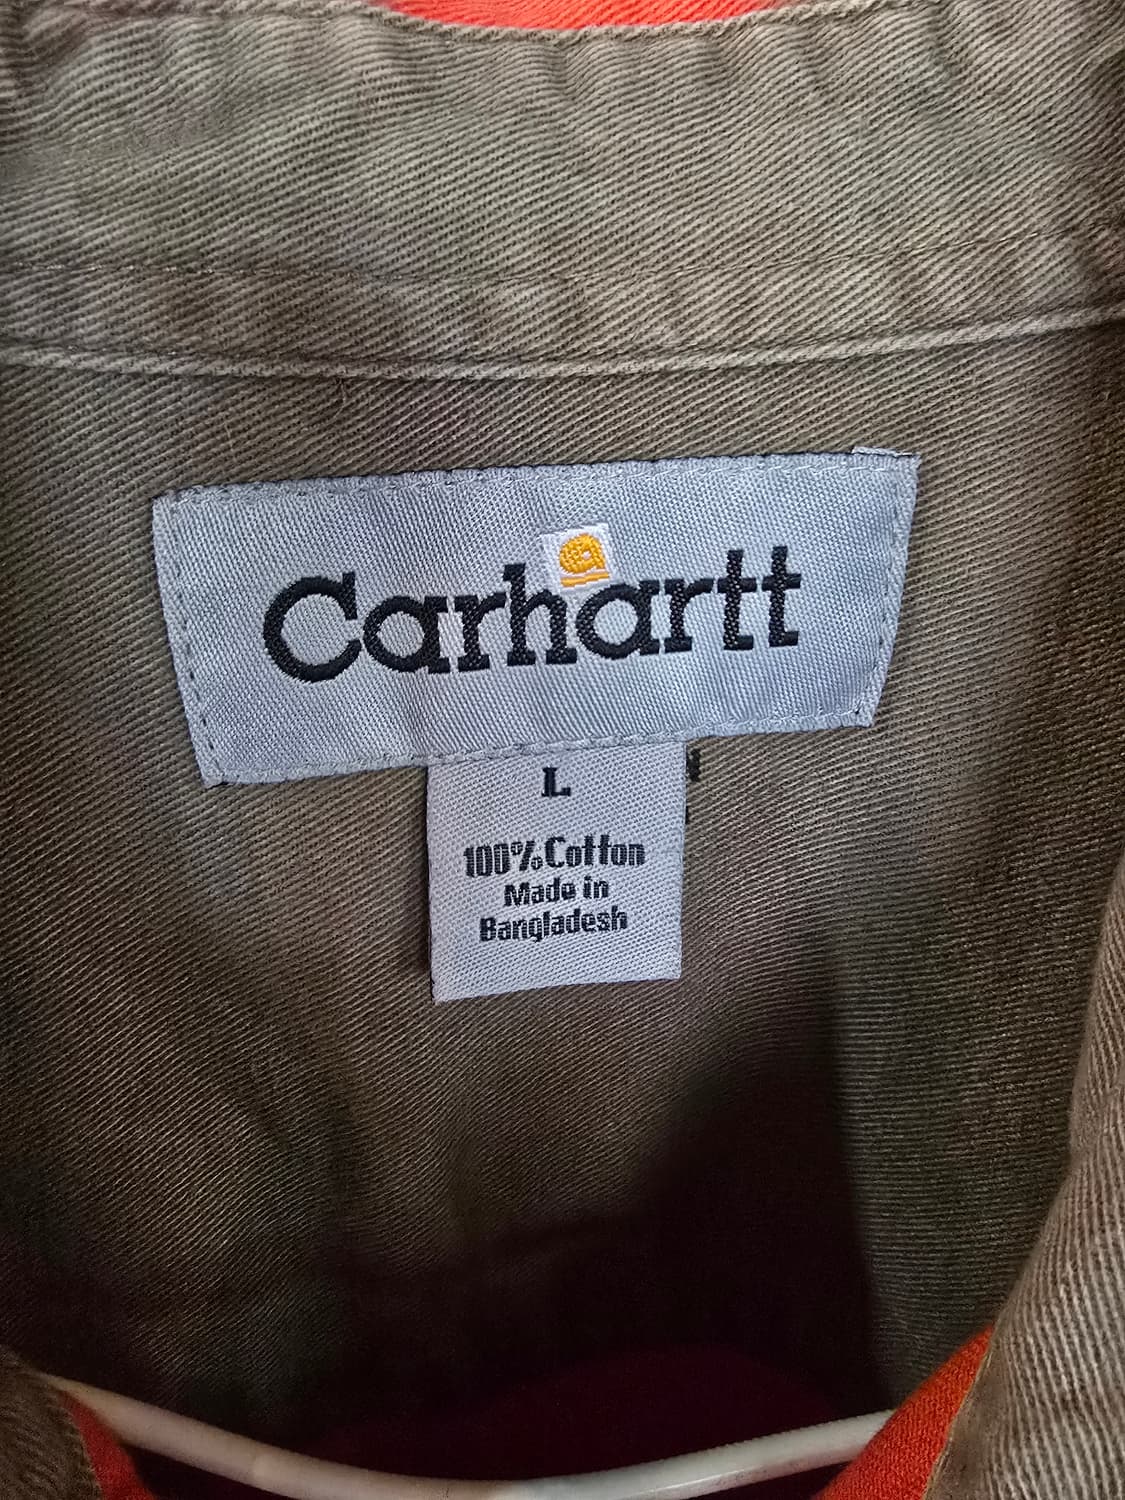 Carhartt
L
100% Cotton
Made in
Bangladesh